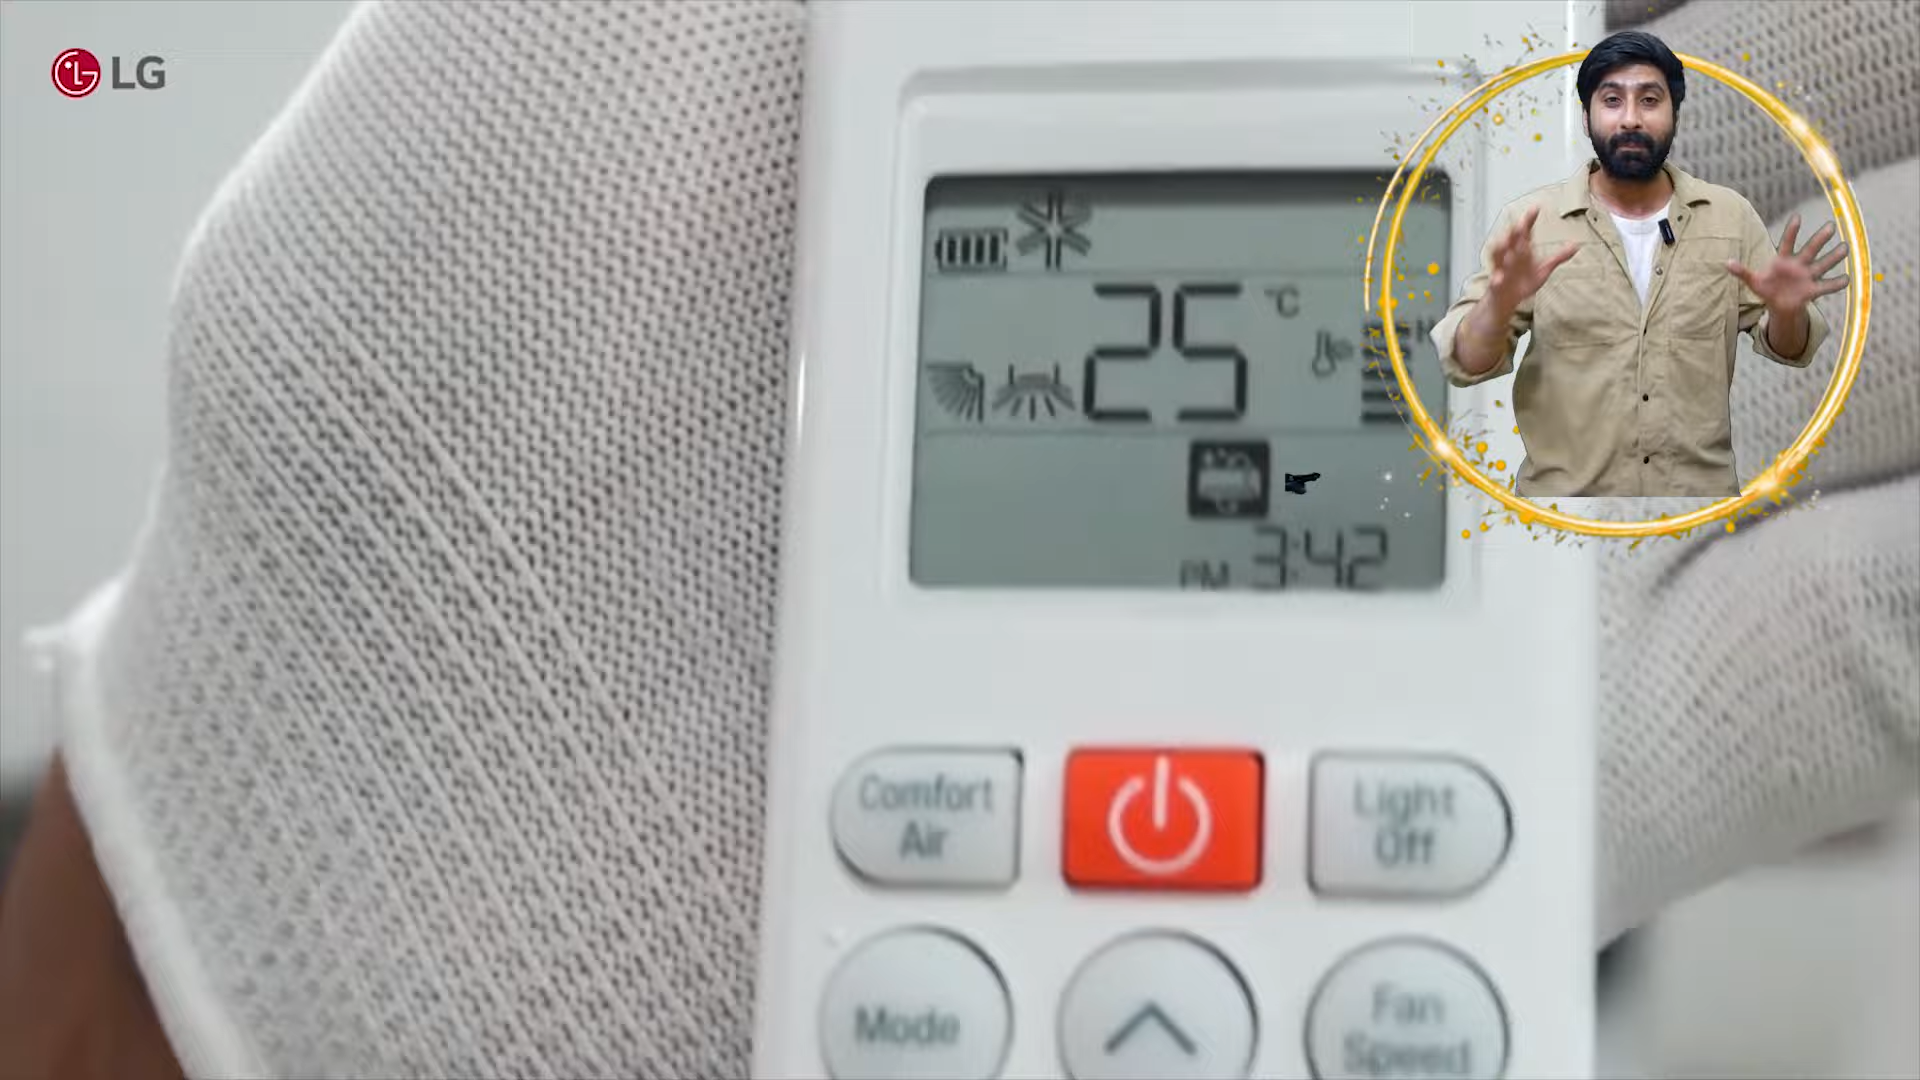 LG
25 °C
PM 3:42
Comfort
Air
Light
Off
Mode
Fan
Speed